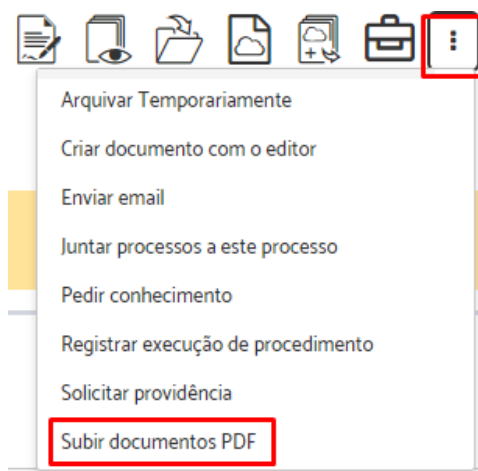 Arquivar Temporariamente
Criar documento com o editor
Enviar email
Juntar processos a este processo
Pedir conhecimento
Registrar execução de procedimento
Solicitar providência
Subir documentos PDF